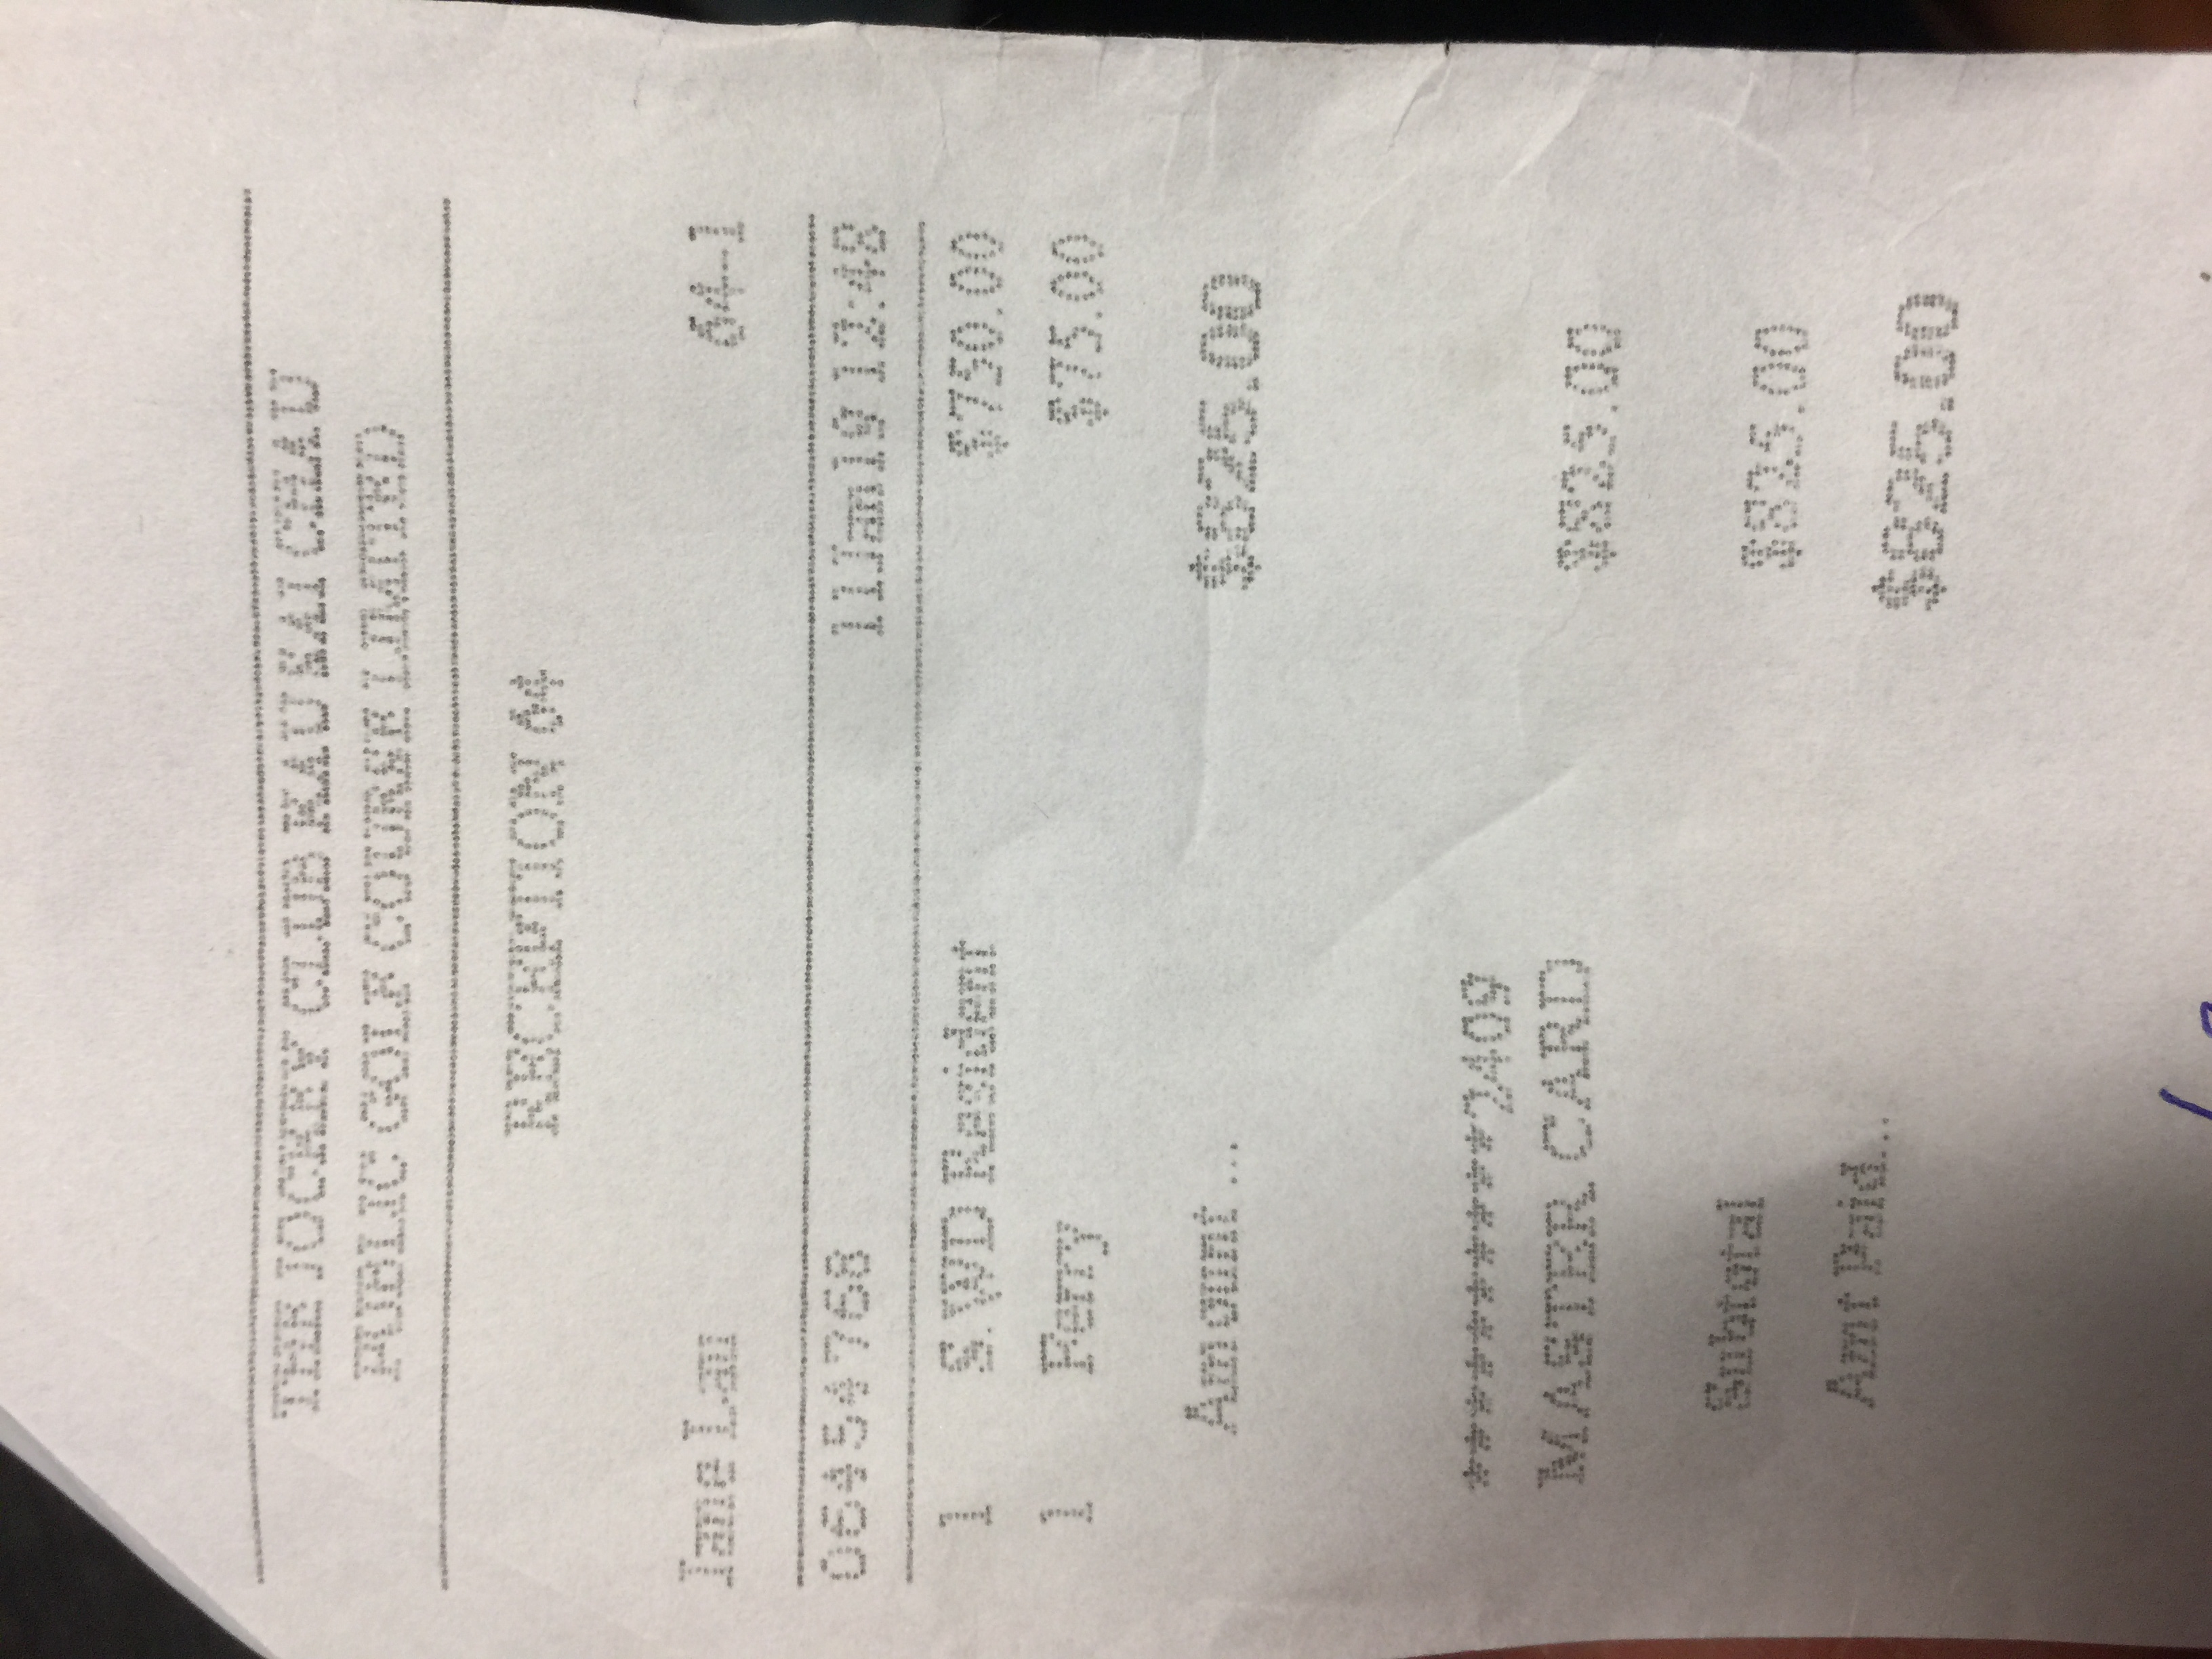 THE JOCKEY CLUB KAU SAI CHAU
PUBLIC GOLF COURSE LIMITED
RECEPTION 64
Jane Lam 64-1
06454768 11Jan19 12:48
1 S.WD Resident $750.00
1 Ferry $75.00
Amount... $825.00
***********2409
MASTER CARD $825.00
Subtotal $825.00
Amt Paid... $825.00